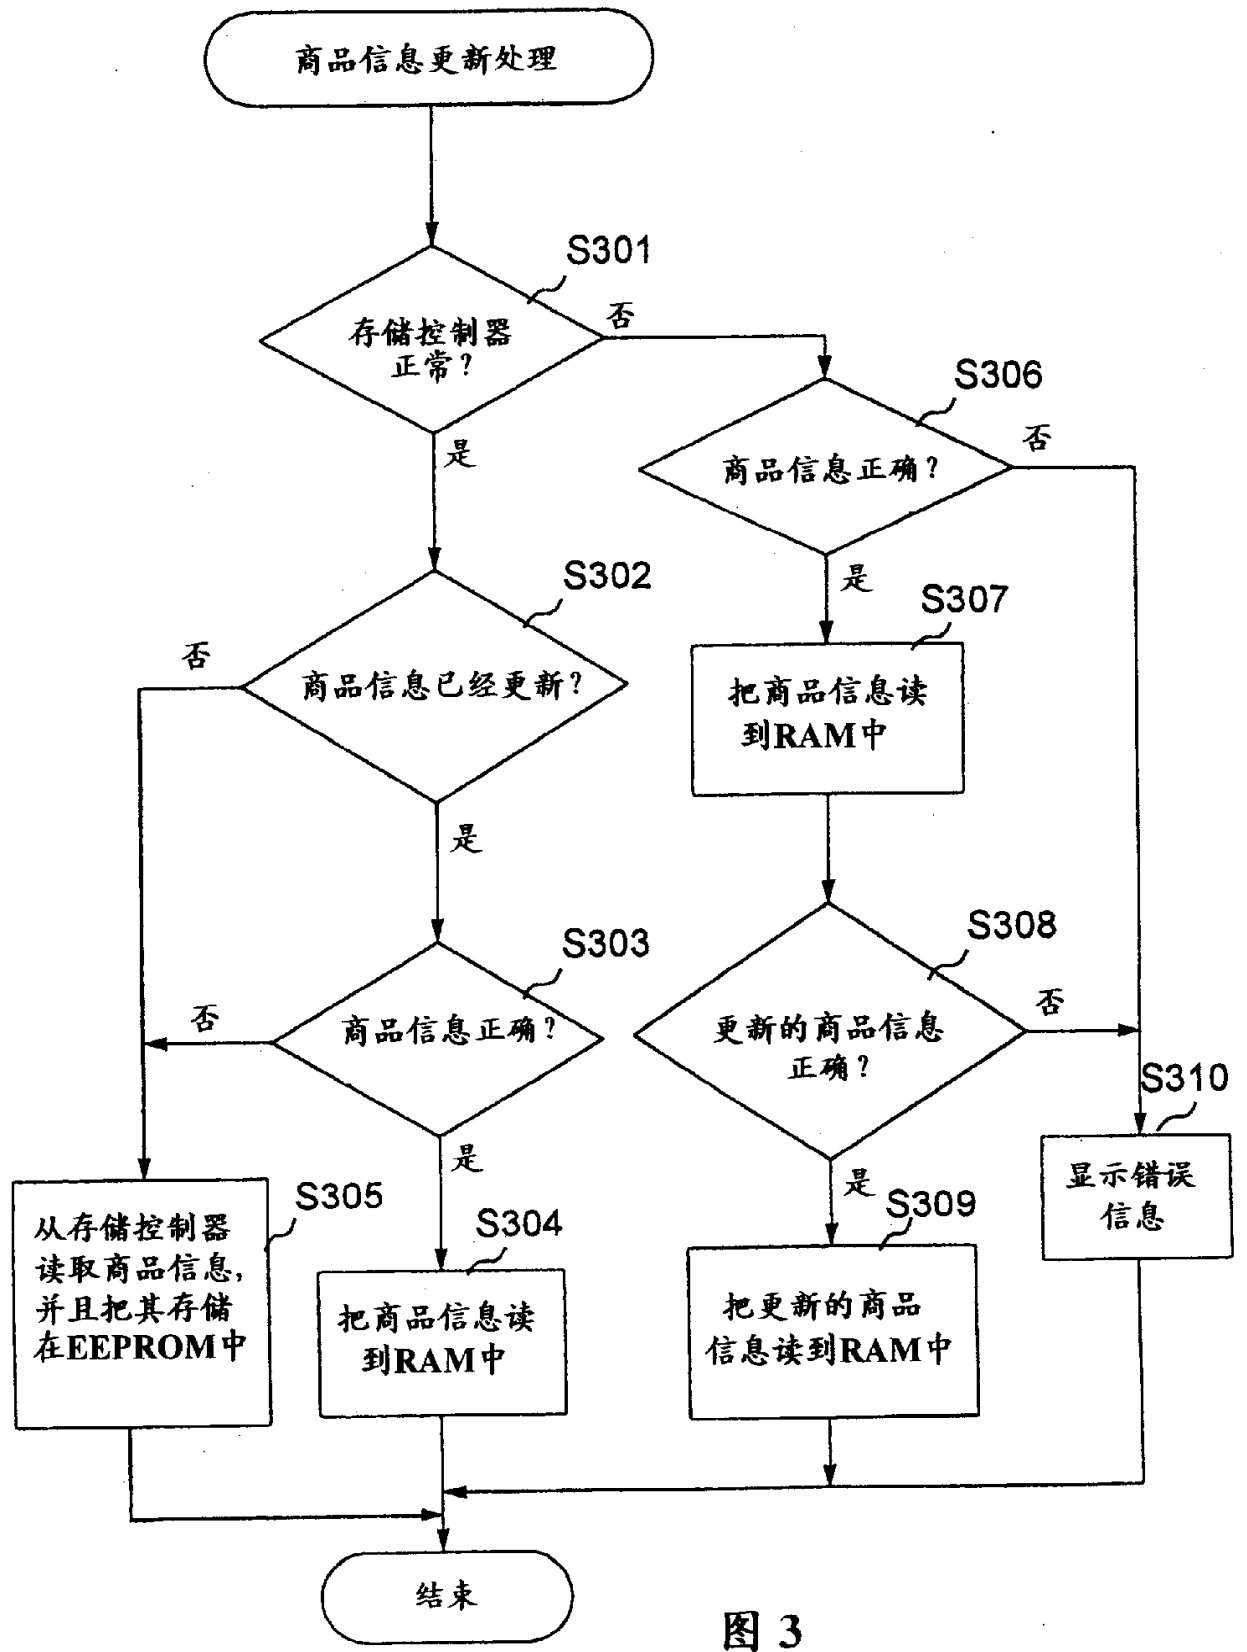 商品信息更新处理
S301
存储控制器
正常?
否
是
S306
商品信息正确?
否
是
S302
商品信息已经更新?
否
是
S307
把商品信息读
到RAM中
S303
商品信息正确?
否
是
S308
更新的商品信息
正确?
否
是
S310
显示错误
信息
S305
从存储控制器
读取商品信息,
并且把其存储
在EEPROM中
S304
把商品信息读
到RAM中
S309
把更新的商品
信息读到RAM中
结束
图 3